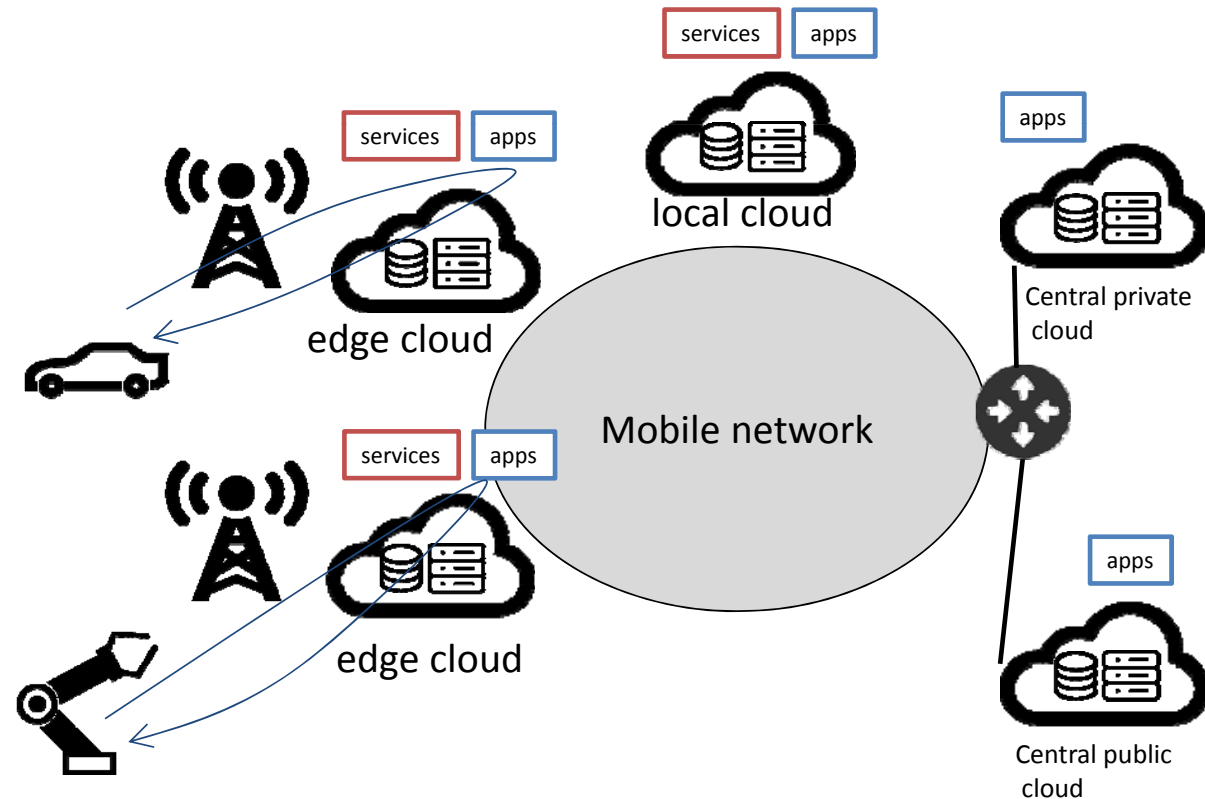 services apps
local cloud
services apps
edge cloud
apps
Central private
cloud
Mobile network
services apps
edge cloud
apps
Central public
cloud